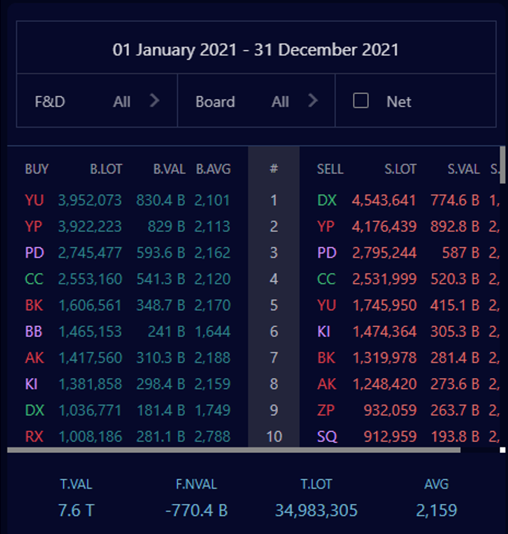 01 January 2021 - 31 December 2021
F&D All Board All Net
BUY B.LOT B.VAL B.AVG # SELL S.LOT S.VAL S.
YU 3,952,073 830.4 B 2,101 1 DX 4,543,641 774.6 B 1,
YP 3,922,223 829 B 2,113 2 YP 4,176,439 892.8 B 2,
PD 2,745,477 593.6 B 2,162 3 PD 2,795,244 587 B 2,
CC 2,553,160 541.3 B 2,120 4 CC 2,531,999 520.3 B 2,
BK 1,606,561 348.7 B 2,170 5 YU 1,745,950 415.1 B 2,
BB 1,465,153 241 B 1,644 6 KI 1,474,364 305.3 B 2,
AK 1,417,560 310.3 B 2,188 7 BK 1,319,978 281.4 B 2,
KI 1,381,858 298.4 B 2,159 8 AK 1,248,420 273.6 B 2,
DX 1,036,771 181.4 B 1,749 9 ZP 932,059 263.7 B 2,
RX 1,008,186 281.1 B 2,788 10 SQ 912,959 193.8 B 2,
T.VAL F.NVAL T.LOT AVG
7.6 T -770.4 B 34,983,305 2,159